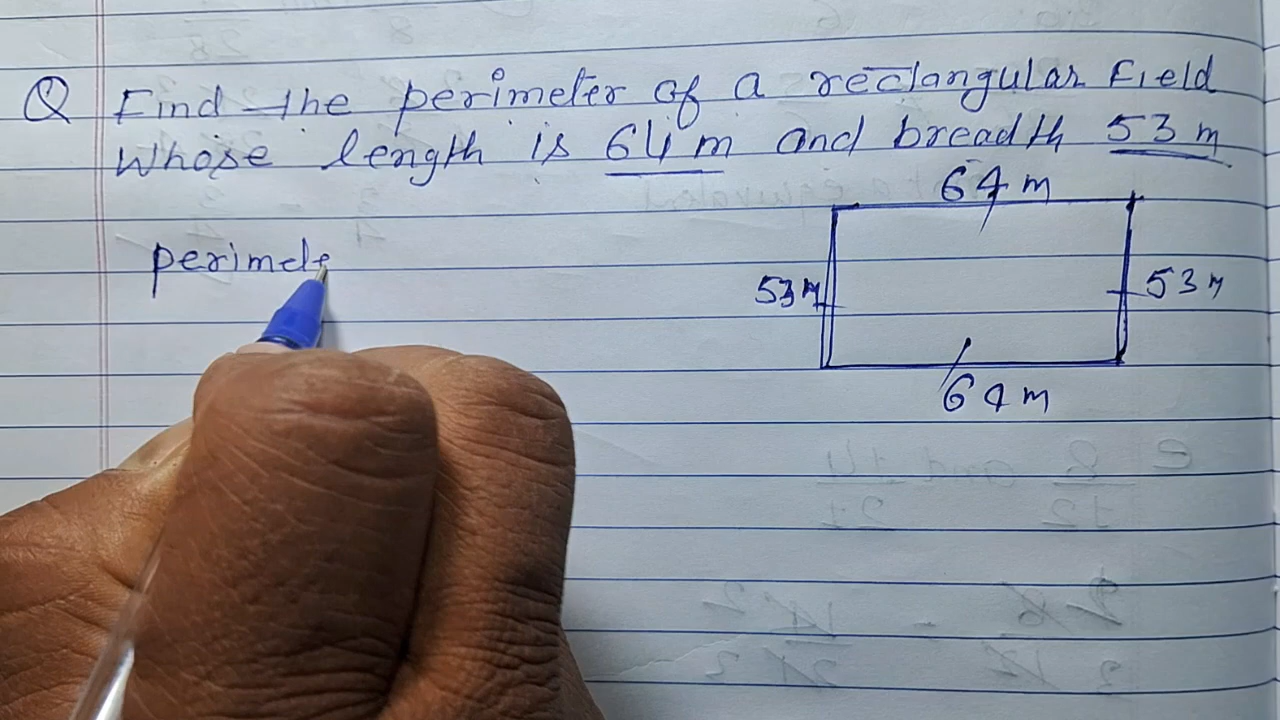 Q Find the perimeter of a rectangular Field
Whose length is 64 m and breadth 53 m
64 m
perimete
53 m
53 m
64 m